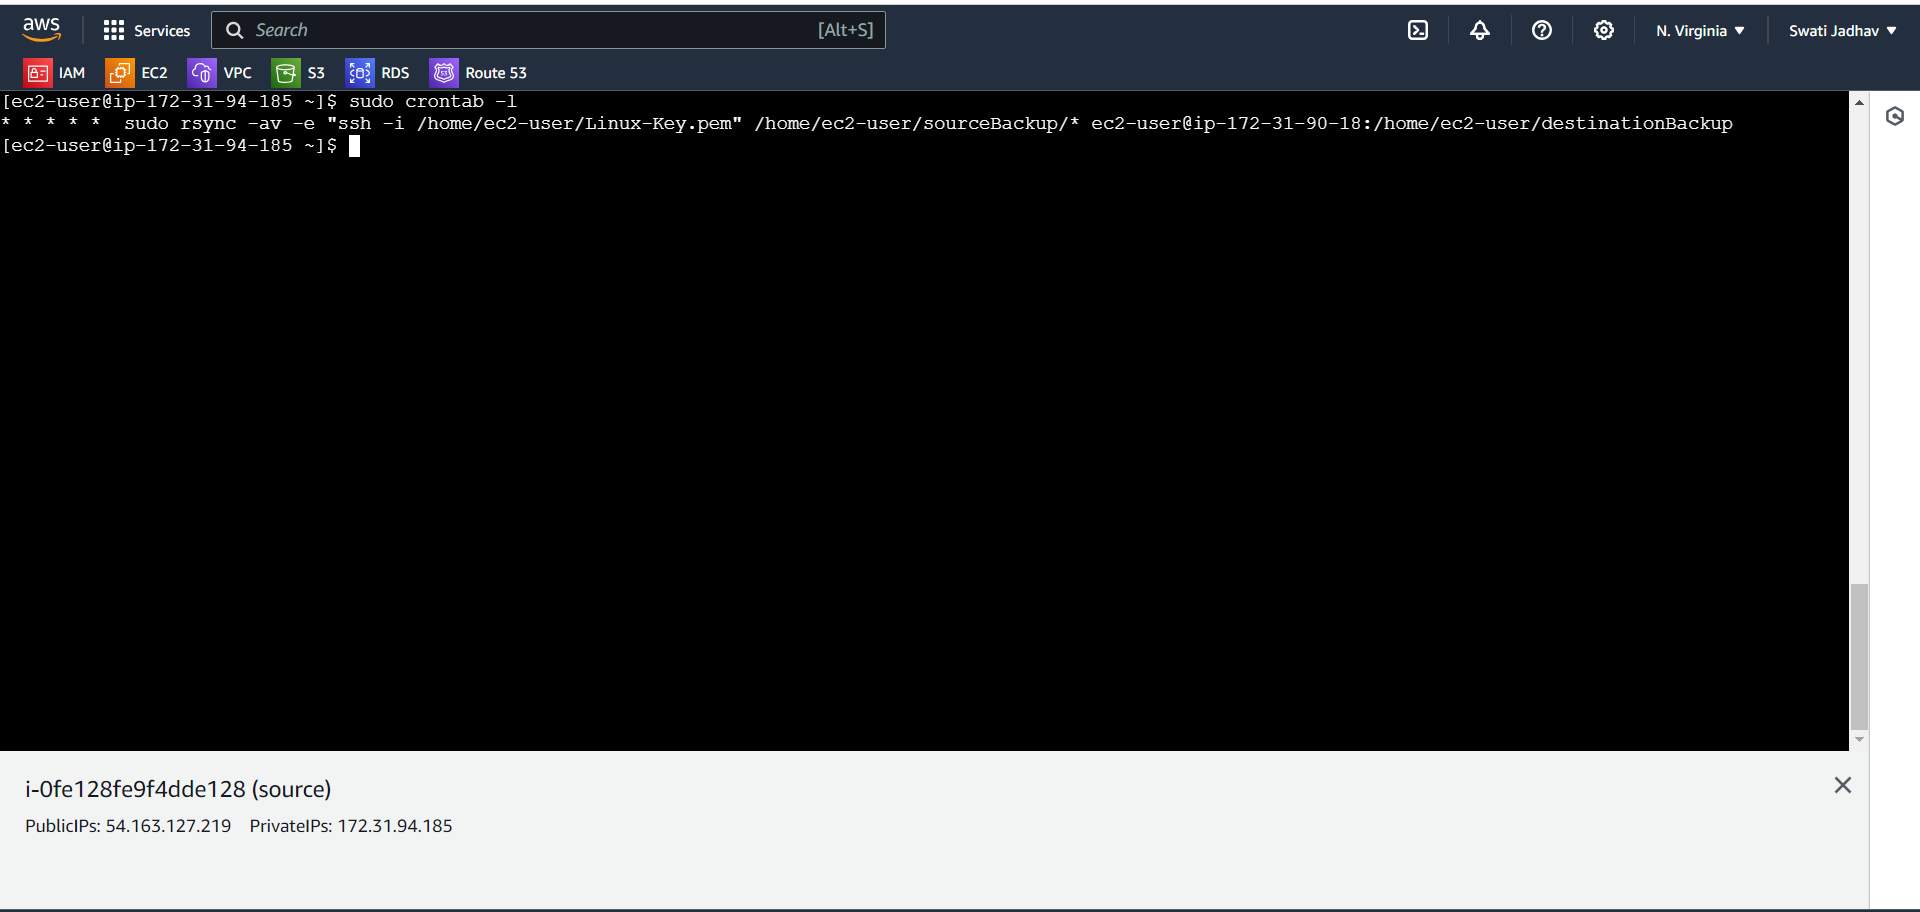 aws Services Search [Alt+S] N. Virginia ▼ Swati Jadhav ▼
IAM EC2 VPC S3 RDS Route 53
[ec2-user@ip-172-31-94-185 ~]$ sudo crontab -l
* * * * *  sudo rsync -av -e "ssh -i /home/ec2-user/Linux-Key.pem" /home/ec2-user/sourceBackup/* ec2-user@ip-172-31-90-18:/home/ec2-user/destinationBackup
[ec2-user@ip-172-31-94-185 ~]$
i-0fe128fe9f4dde128 (source)
PublicIPs: 54.163.127.219 PrivateIPs: 172.31.94.185